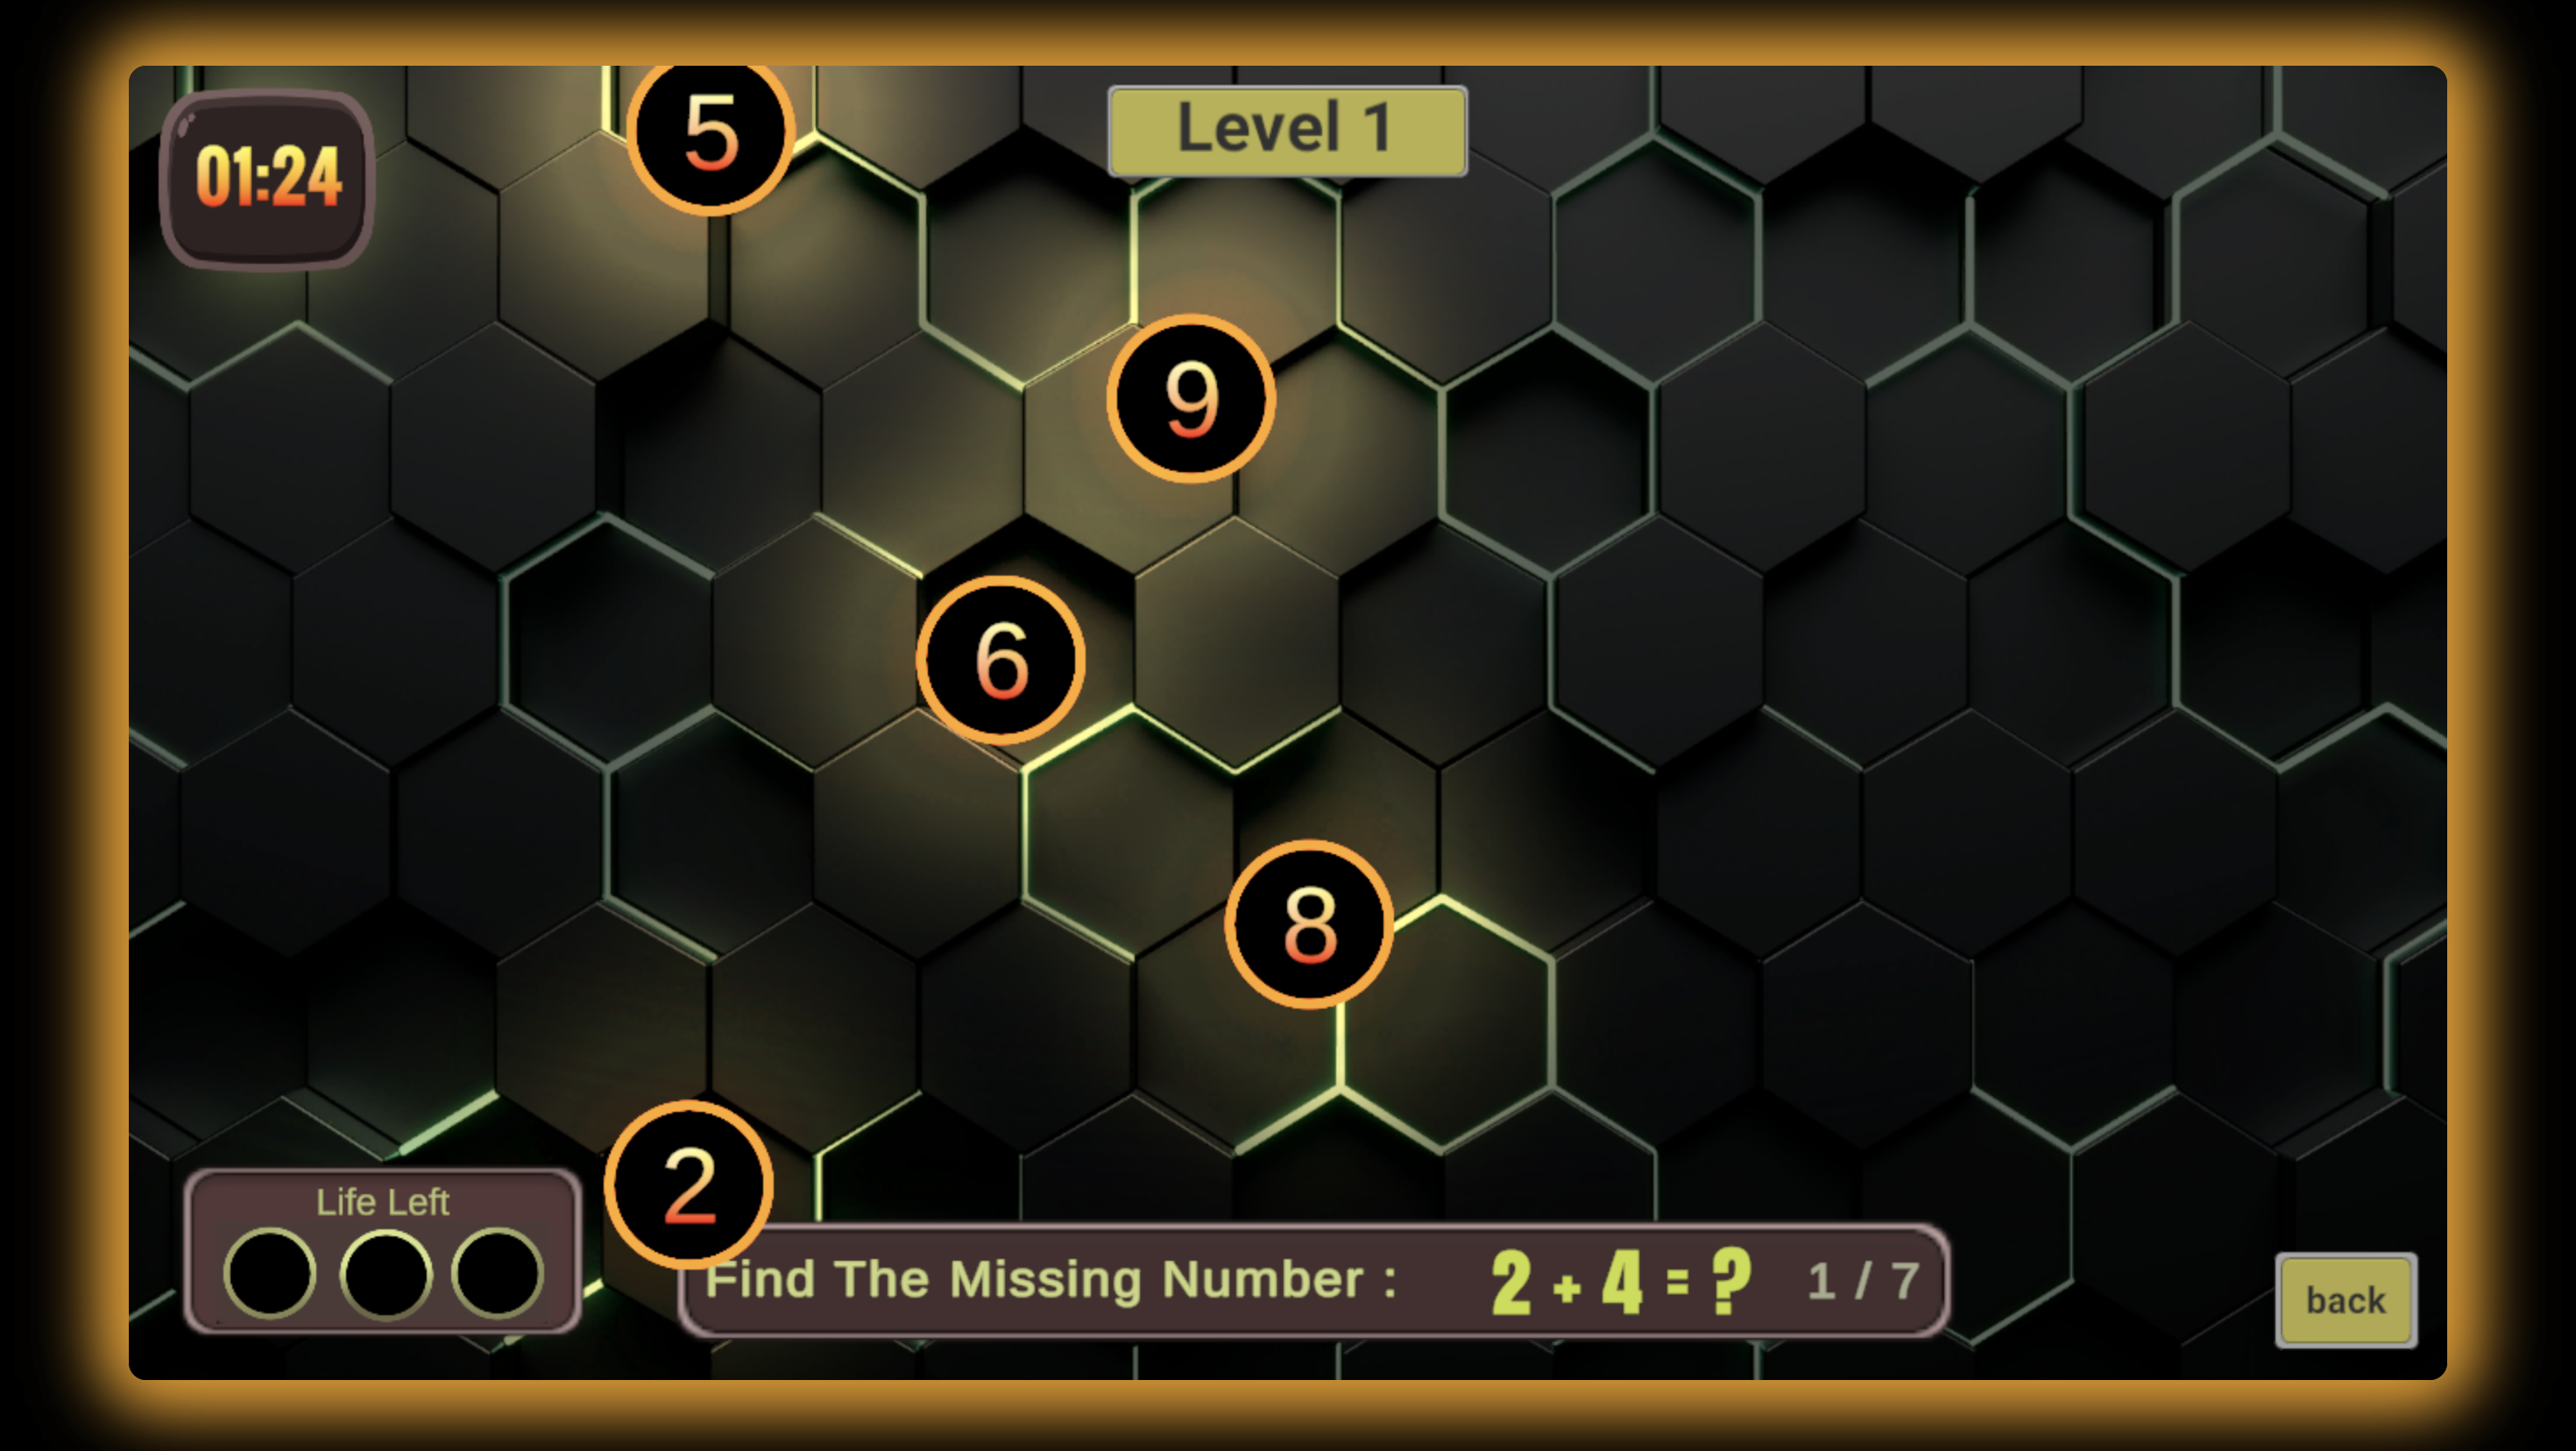 5
Level 1
01:24
9
6
8
2
Life Left
Find The Missing Number : 2 + 4 = ? 1 / 7
back